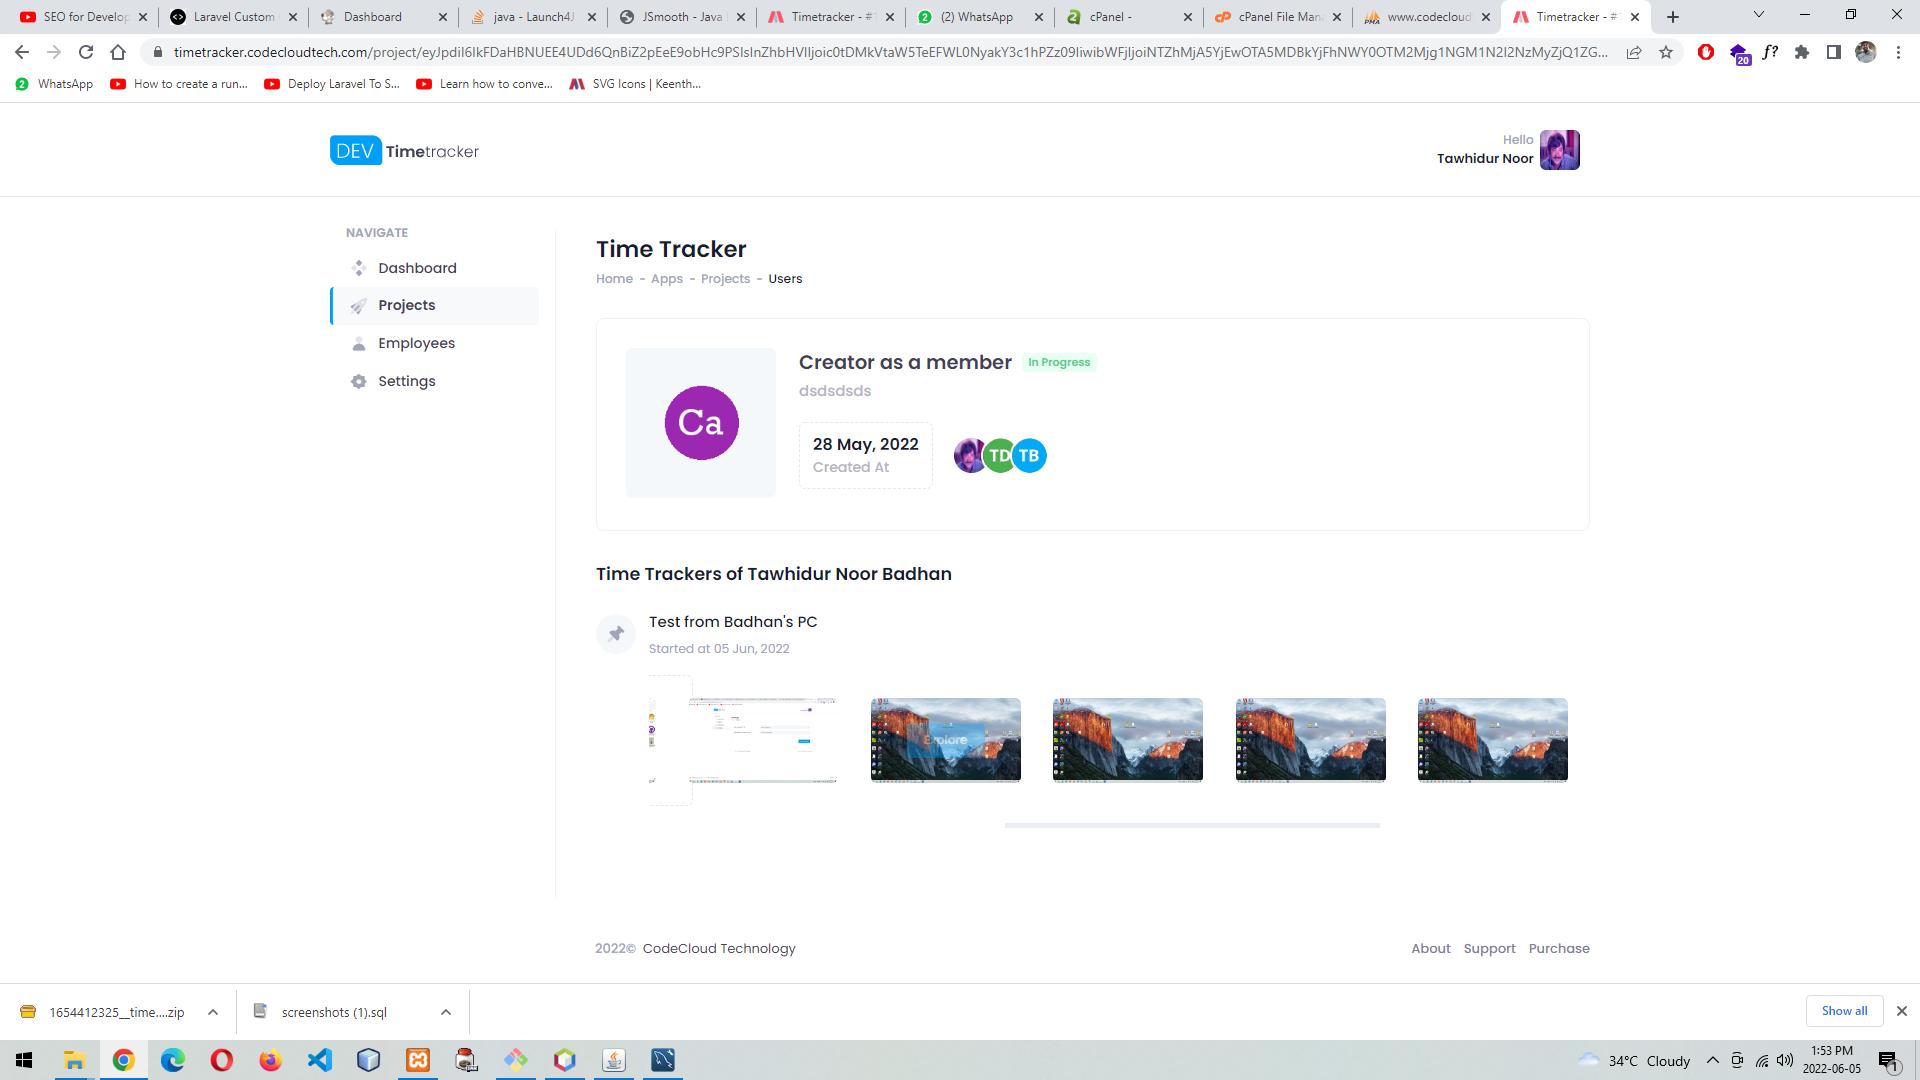 SEO for Develop
Laravel Custom
Dashboard
java - Launch4J
JSmooth - Java
Timetracker - #
(2) WhatsApp
cPanel -
cPanel File Man
www.codecloud
Timetracker - #
timetracker.codecloudtech.com/project/
20
WhatsApp
How to create a run...
Deploy Laravel To S...
Learn how to conve...
SVG Icons | Keenth...
DEV Timetracker
Hello
Tawhidur Noor
NAVIGATE
Dashboard
Projects
Employees
Settings
Time Tracker
Home - Apps - Projects - Users
Ca
Creator as a member In Progress
dsdsdsds
28 May, 2022
Created At
TD TB
Time Trackers of Tawhidur Noor Badhan
Test from Badhan's PC
Started at 05 Jun, 2022
Explore
2022© CodeCloud Technology
About Support Purchase
1654412325__time....zip
screenshots (1).sql
Show all
34°C Cloudy
1:53 PM
2022-06-05
1